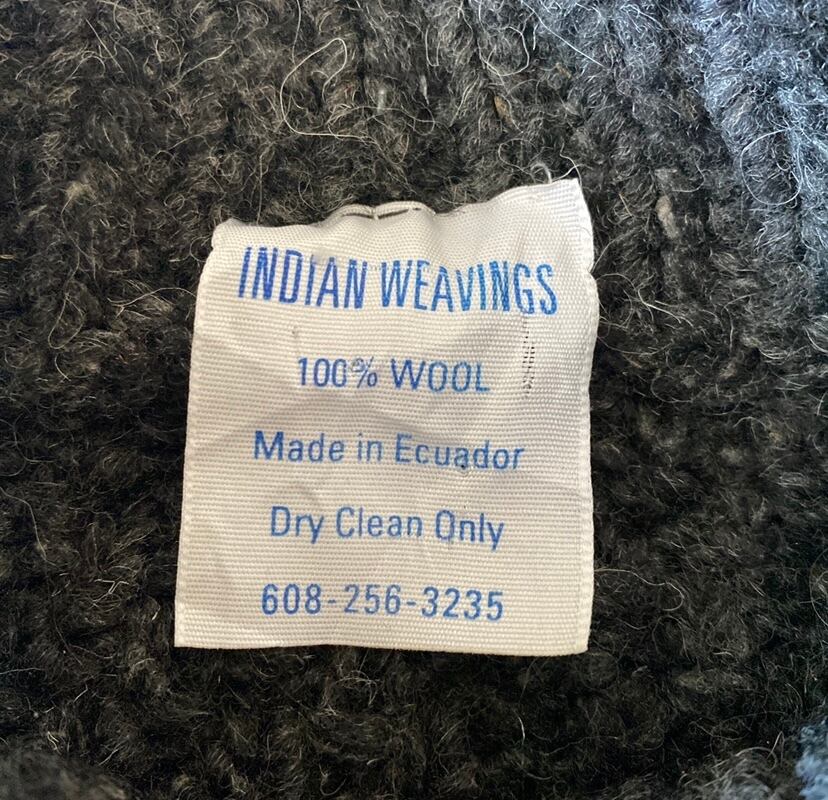 INDIAN WEAVINGS
100% WOOL
Made in Ecuador
Dry Clean Only
608-256-3235